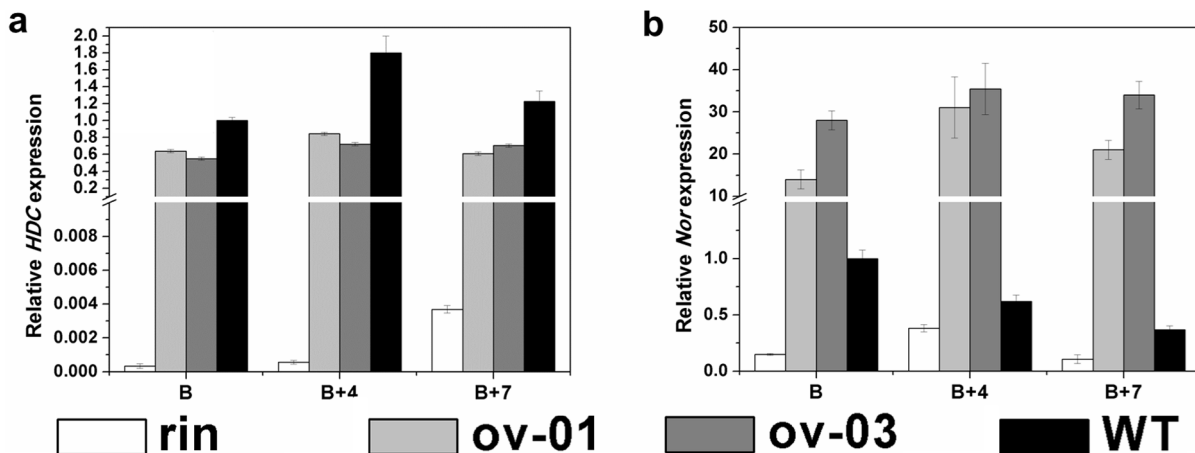 a
Relative HDC expression
2.0
1.8
1.6
1.4
1.2
1.0
0.8
0.6
0.4
0.2
0.008
0.006
0.004
0.002
0.000
B
B+4
B+7
b
Relative Nor expression
50
40
30
20
10
1.0
0.5
0.0
B
B+4
B+7
rin
ov-01
ov-03
WT